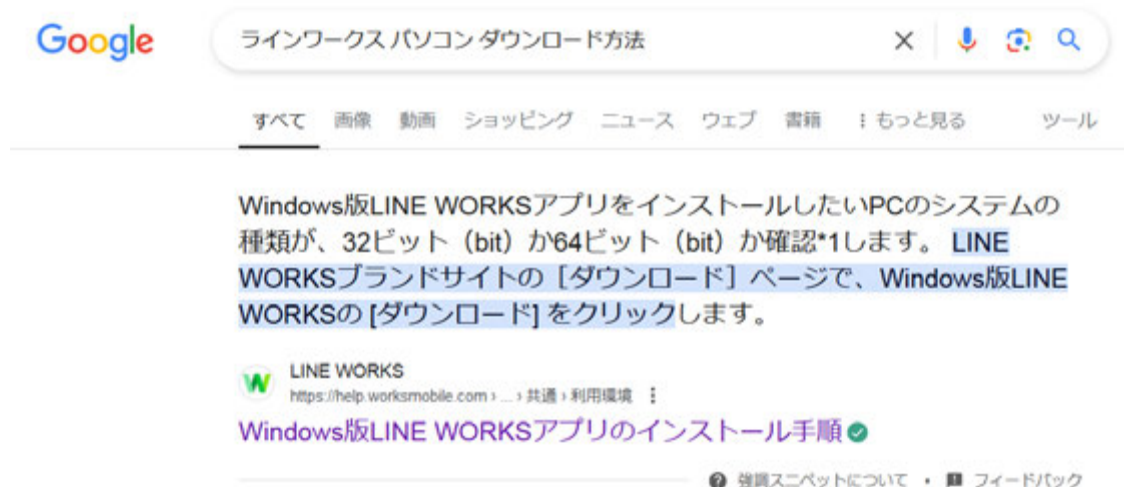 Google
ラインワークス パソコン ダウンロード方法
すべて 画像 動画 ショッピング ニュース ウェブ 書籍 もっと見る ツール
Windows版LINE WORKSアプリをインストールしたいPCのシステムの
種類が、32ビット（bit）か64ビット（bit）か確認*1します。 LINE
WORKSブランドサイトの［ダウンロード］ページで、Windows版LINE
WORKSの [ダウンロード] をクリックします。
LINE WORKS
https://help.worksmobile.com › ... › 共通 › 利用環境
Windows版LINE WORKSアプリのインストール手順
強調スニペットについて • フィードバック